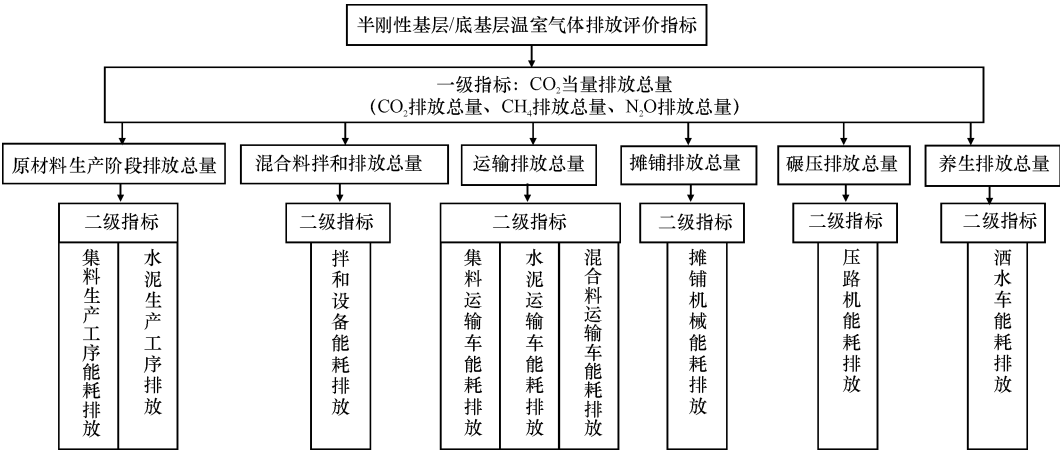 半刚性基层/底基层温室气体排放评价指标
一级指标：CO₂当量排放总量
（CO₂排放总量、CH₄排放总量、N₂O排放总量）
原材料生产阶段排放总量
混合料拌和排放总量
运输排放总量
摊铺排放总量
碾压排放总量
养生排放总量
二级指标
二级指标
二级指标
二级指标
二级指标
二级指标
集料生产工序能耗排放
水泥生产工序排放
拌和设备能耗排放
集料运输车能耗排放
水泥运输车能耗排放
混合料运输车能耗排放
摊铺机械能耗排放
压路机能耗排放
洒水车能耗排放